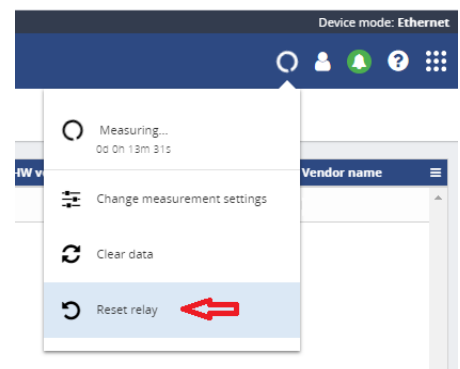 Device mode: Ethernet
Measuring...
0d 0h 13m 31s
HW ve
Vendor name
Change measurement settings
Clear data
Reset relay